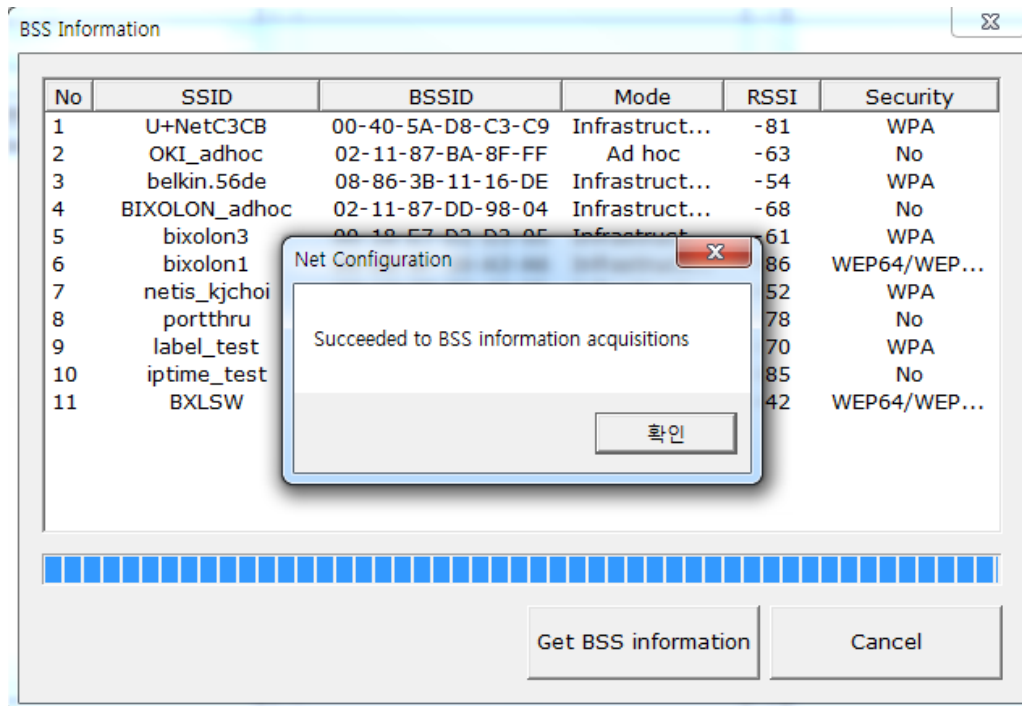 BSS Information
No SSID BSSID Mode RSSI Security
1 U+NetC3CB 00-40-5A-D8-C3-C9 Infrastruct... -81 WPA
2 OKI_adhoc 02-11-87-BA-8F-FF Ad hoc -63 No
3 belkin.56de 08-86-3B-11-16-DE Infrastruct... -54 WPA
4 BIXOLON_adhoc 02-11-87-DD-98-04 Infrastruct... -68 No
5 bixolon3 -61 WPA
6 bixolon1 86 WEP64/WEP...
7 netis_kjchoi 52 WPA
8 portthru 78 No
9 label_test 70 WPA
10 iptime_test 85 No
11 BXLSW 42 WEP64/WEP...
Net Configuration
Succeeded to BSS information acquisitions
확인
Get BSS information Cancel